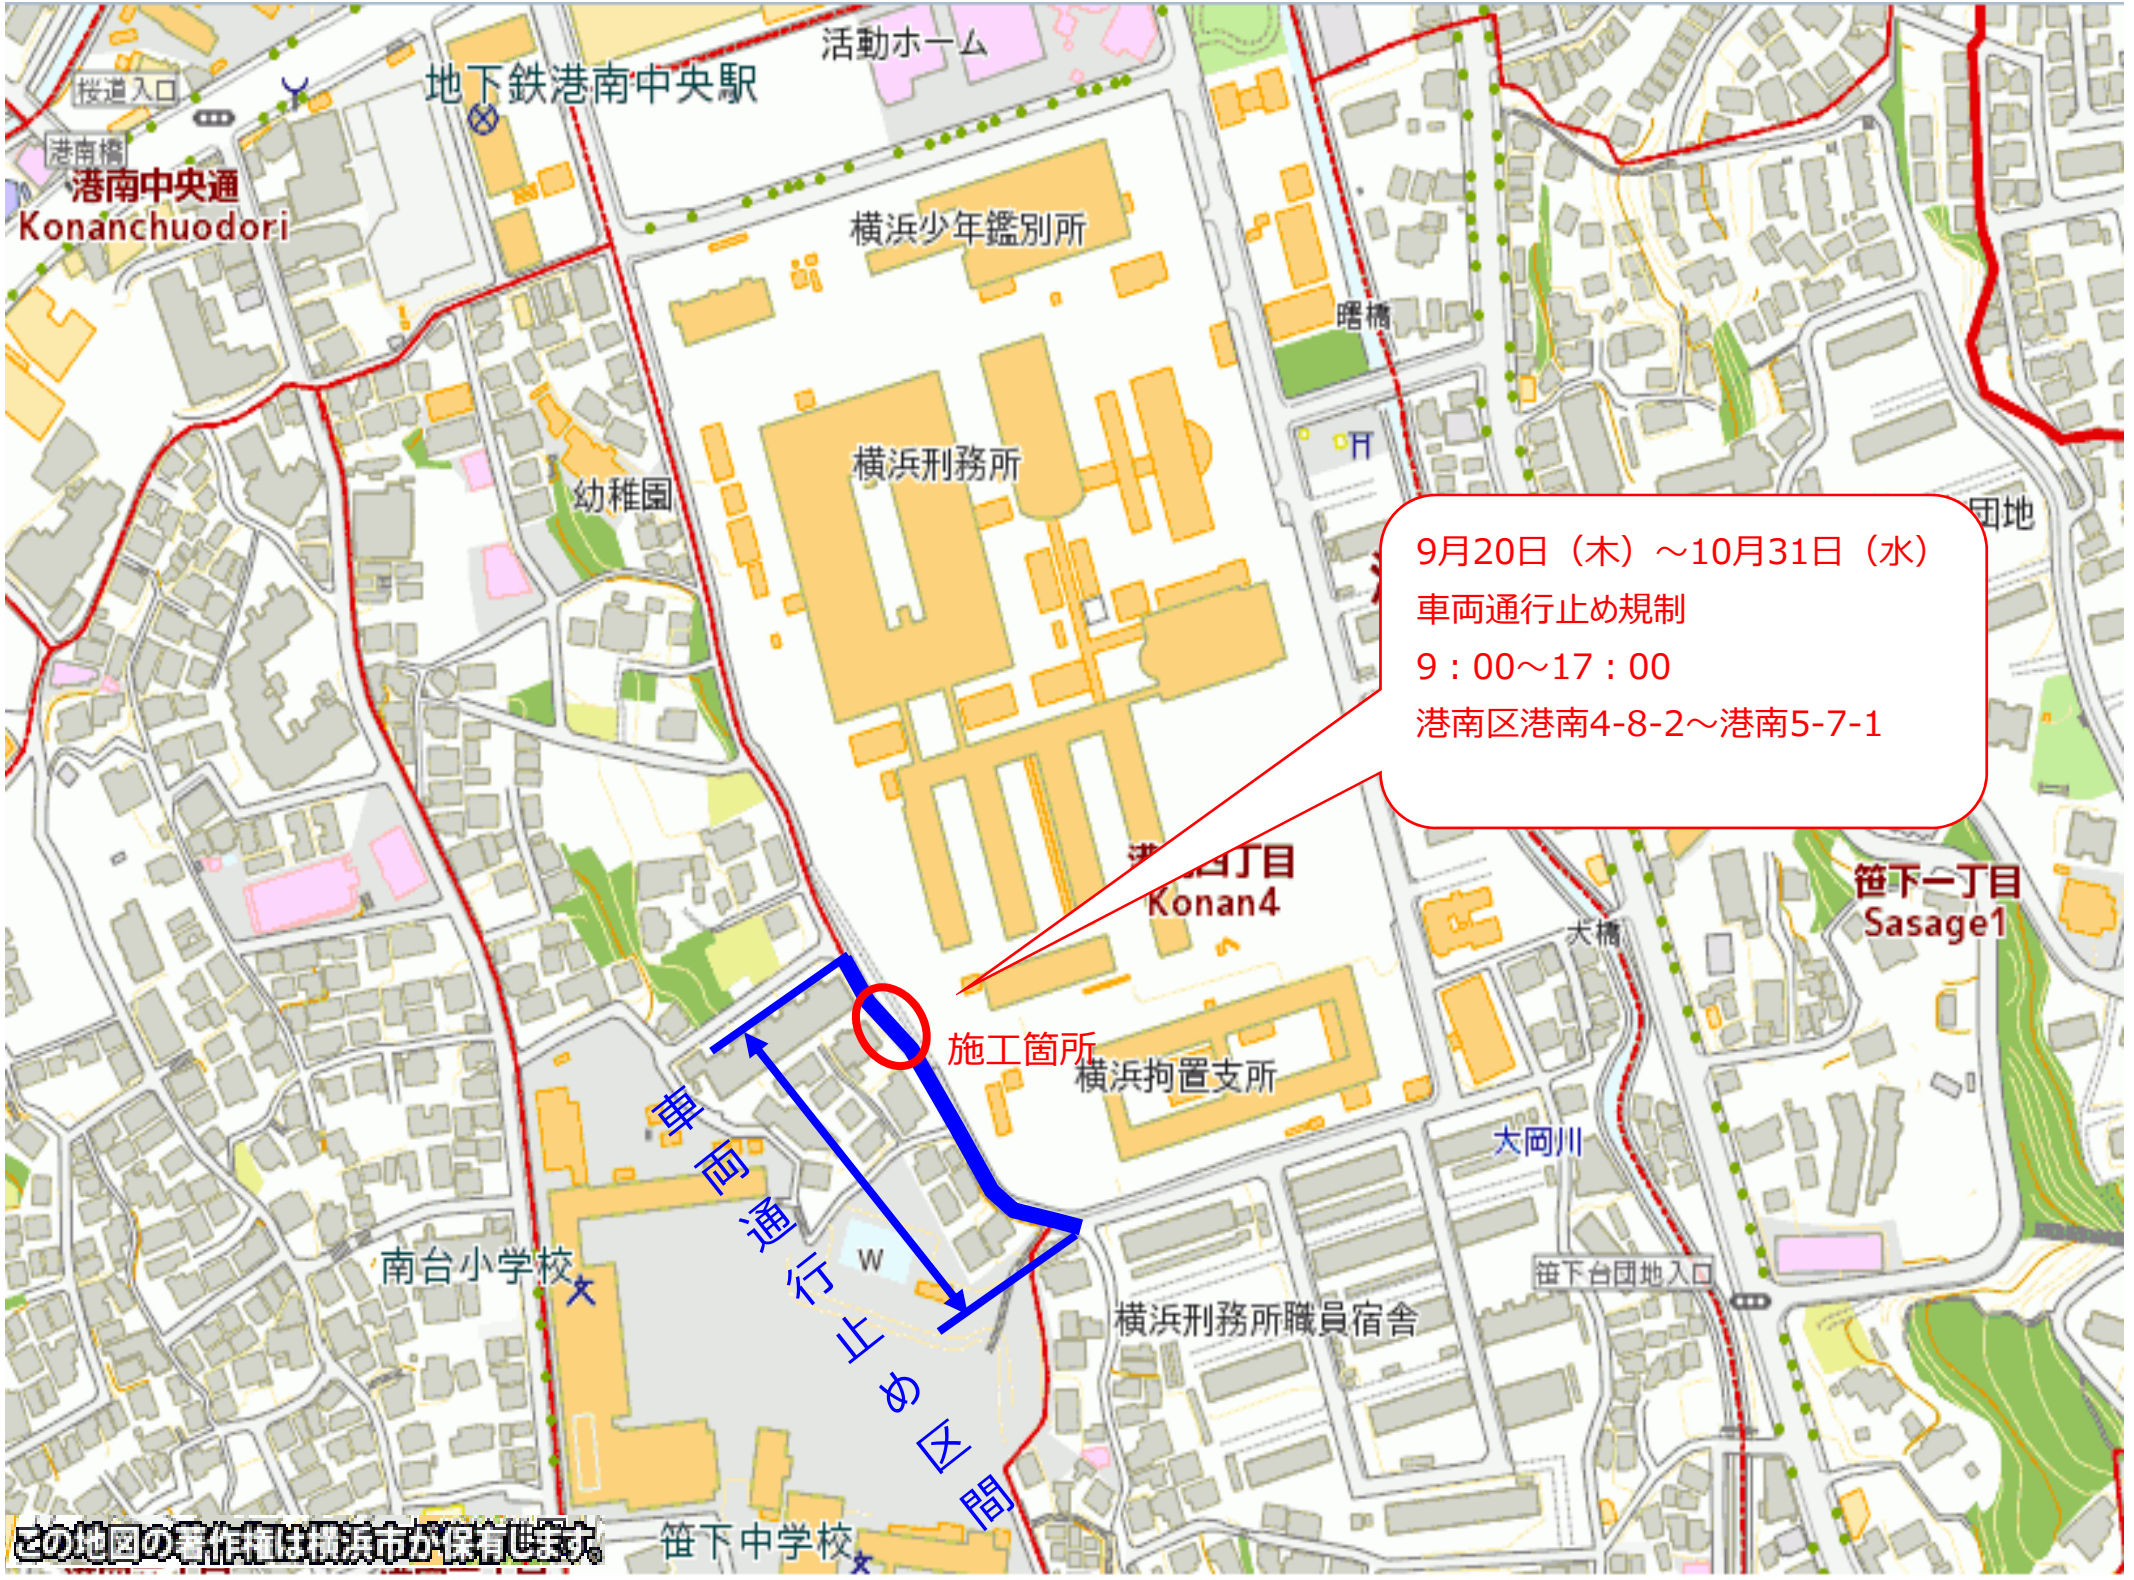 活動ホーム
地下鉄港南中央駅
桜道入口
港南橋
港南中央通
Konanchuodori
横浜少年鑑別所
曙橋
横浜刑務所
幼稚園
団地
9月20日（木）～10月31日（水）
車両通行止め規制
9：00～17：00
港南区港南4-8-2～港南5-7-1
四丁目
Konan4
笹下一丁目
Sasage1
大橋
施工箇所
横浜拘置支所
大岡川
車両通行止め区間
南台小学校
W
笹下台団地入口
横浜刑務所職員宿舎
笹下中学校
この地図の著作権は横浜市が保有します。